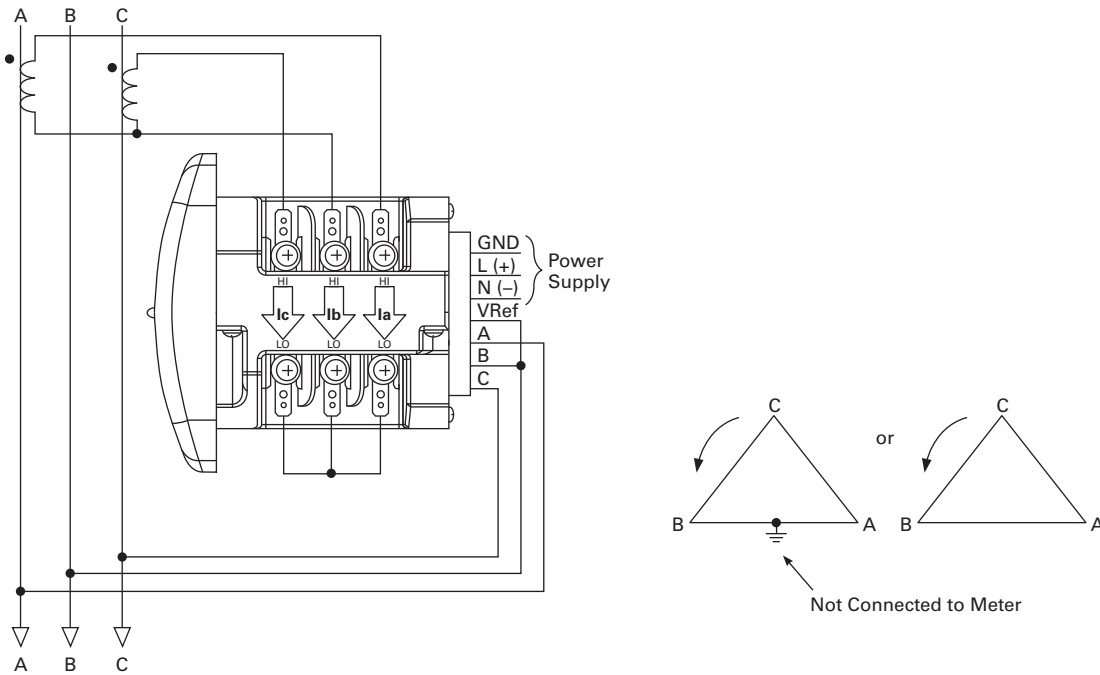 A B C
GND
L (+)
N (–)
Power
Supply
VRef
A
B
C
HI HI HI
Ic Ib Ia
LO LO LO
C C
or
B A B A
Not Connected to Meter
A B C